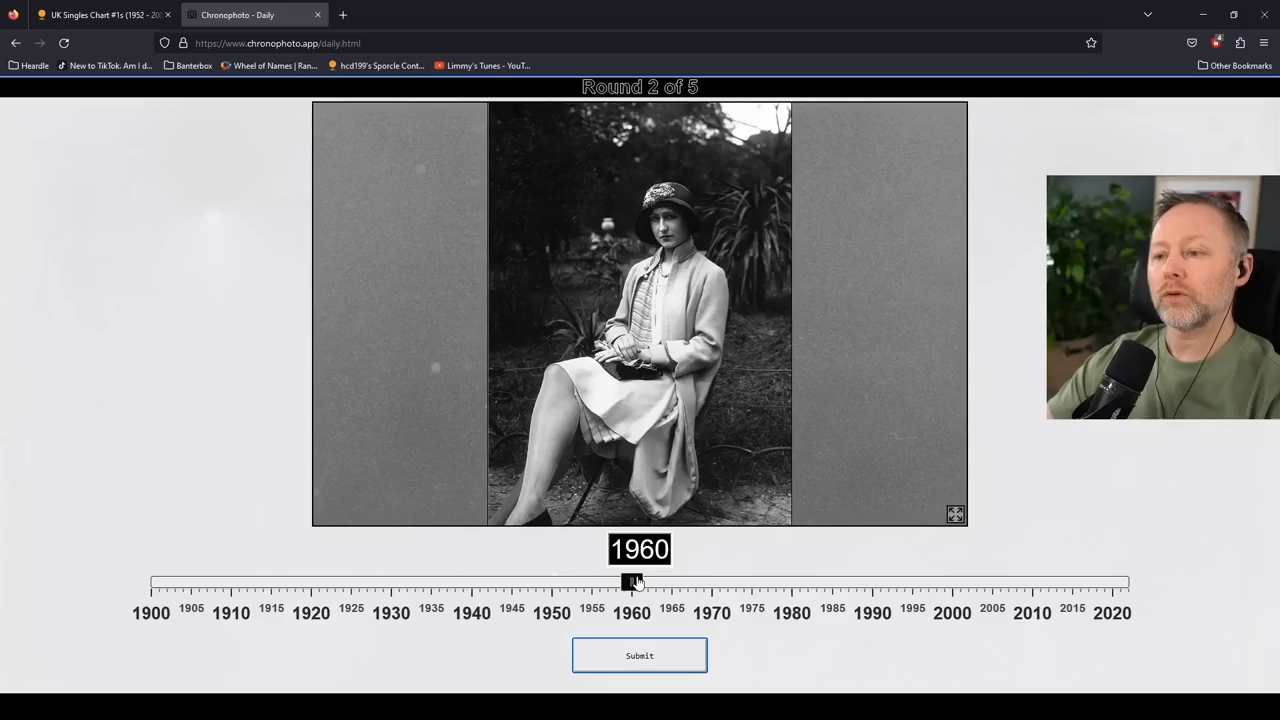 UK Singles Chart #1s (1952 - 20
Chronophoto - Daily
https://www.chronophoto.app/daily.html
4
Heardle
New to TikTok. Am I d...
Banterbox
Wheel of Names | Ran...
hcd199's Sporcle Cont...
Limmy's Tunes - YouT...
Other Bookmarks
Round 2 of 5
1960
1900 1905 1910 1915 1920 1925 1930 1935 1940 1945 1950 1955 1960 1965 1970 1975 1980 1985 1990 1995 2000 2005 2010 2015 2020
Submit